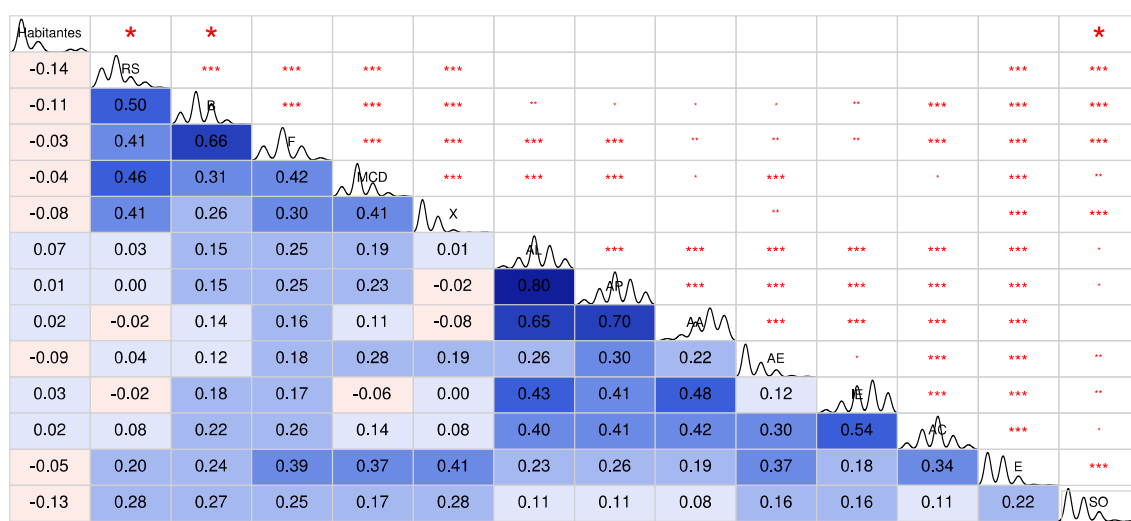 Habitantes * * *
-0.14 RS *** *** *** *** *** ***
-0.11 0.50 B *** *** *** ** * * * ** *** *** ***
-0.03 0.41 0.66 F *** *** *** *** ** ** ** *** *** ***
-0.04 0.46 0.31 0.42 MCD *** *** *** * *** * *** **
-0.08 0.41 0.26 0.30 0.41 X ** *** ***
0.07 0.03 0.15 0.25 0.19 0.01 AL *** *** *** *** *** *** *
0.01 0.00 0.15 0.25 0.23 -0.02 0.80 AP *** *** *** *** *** *
0.02 -0.02 0.14 0.16 0.11 -0.08 0.65 0.70 AA *** *** *** ***
-0.09 0.04 0.12 0.18 0.28 0.19 0.26 0.30 0.22 AE * *** *** **
0.03 -0.02 0.18 0.17 -0.06 0.00 0.43 0.41 0.48 0.12 IE *** *** **
0.02 0.08 0.22 0.26 0.14 0.08 0.40 0.41 0.42 0.30 0.54 AC *** *
-0.05 0.20 0.24 0.39 0.37 0.41 0.23 0.26 0.19 0.37 0.18 0.34 E ***
-0.13 0.28 0.27 0.25 0.17 0.28 0.11 0.11 0.08 0.16 0.16 0.11 0.22 SO